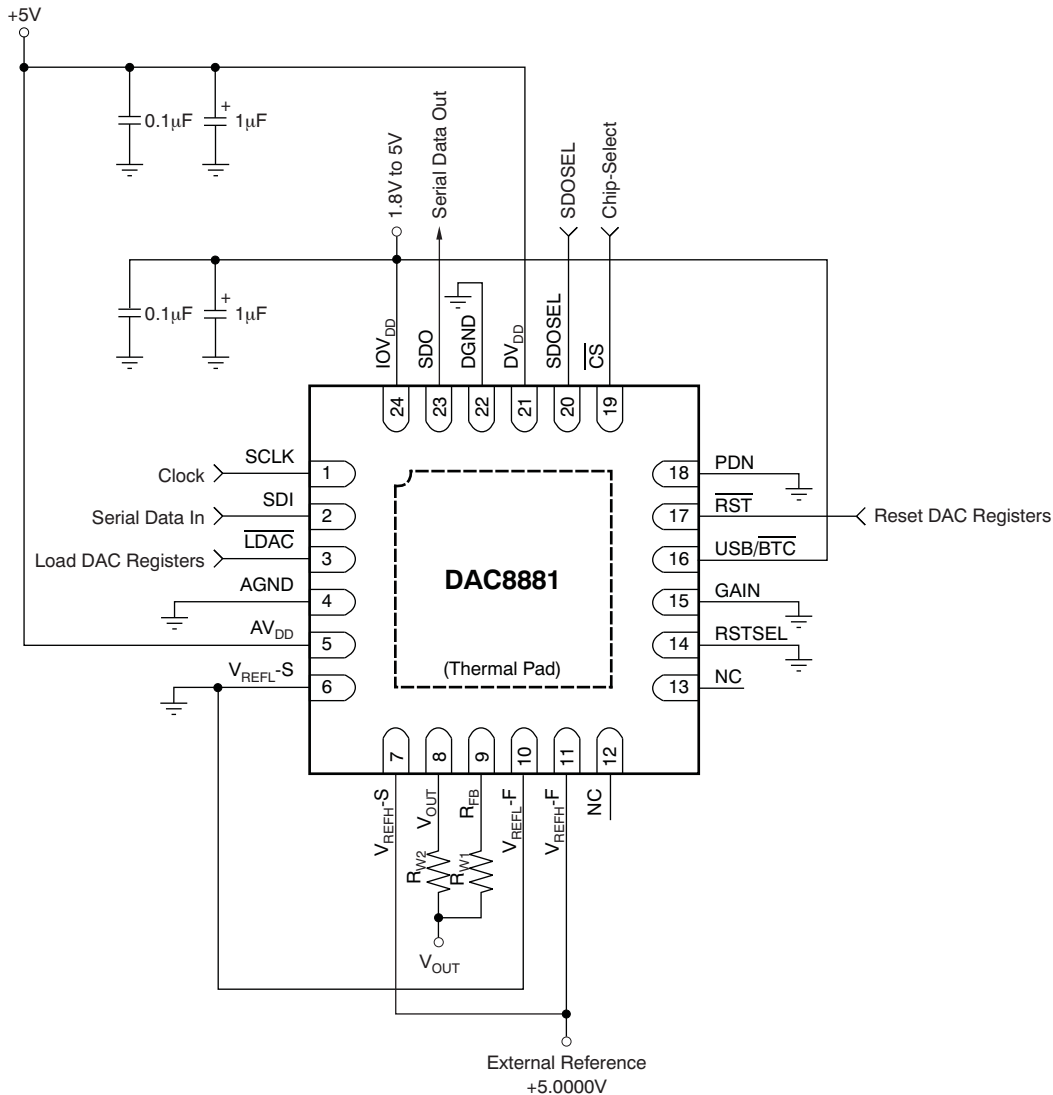 +5V
0.1μF
+
1μF
1.8V to 5V
Serial Data Out
SDOSEL
Chip-Select
0.1μF
+
1μF
IOVDD
SDO
DGND
DVDD
SDOSEL
CS
24
23
22
21
20
19
Clock
SCLK
1
Serial Data In
SDI
2
Load DAC Registers
LDAC
3
AGND
4
AVDD
5
VREFL-S
6
DAC8881
(Thermal Pad)
18
PDN
17
RST
Reset DAC Registers
16
USB/BTC
15
GAIN
14
RSTSEL
13
NC
7
8
9
10
11
12
VREFH-S
VOUT
RFB
VREFL-F
VREFH-F
NC
RW2
RW1
VOUT
External Reference
+5.0000V